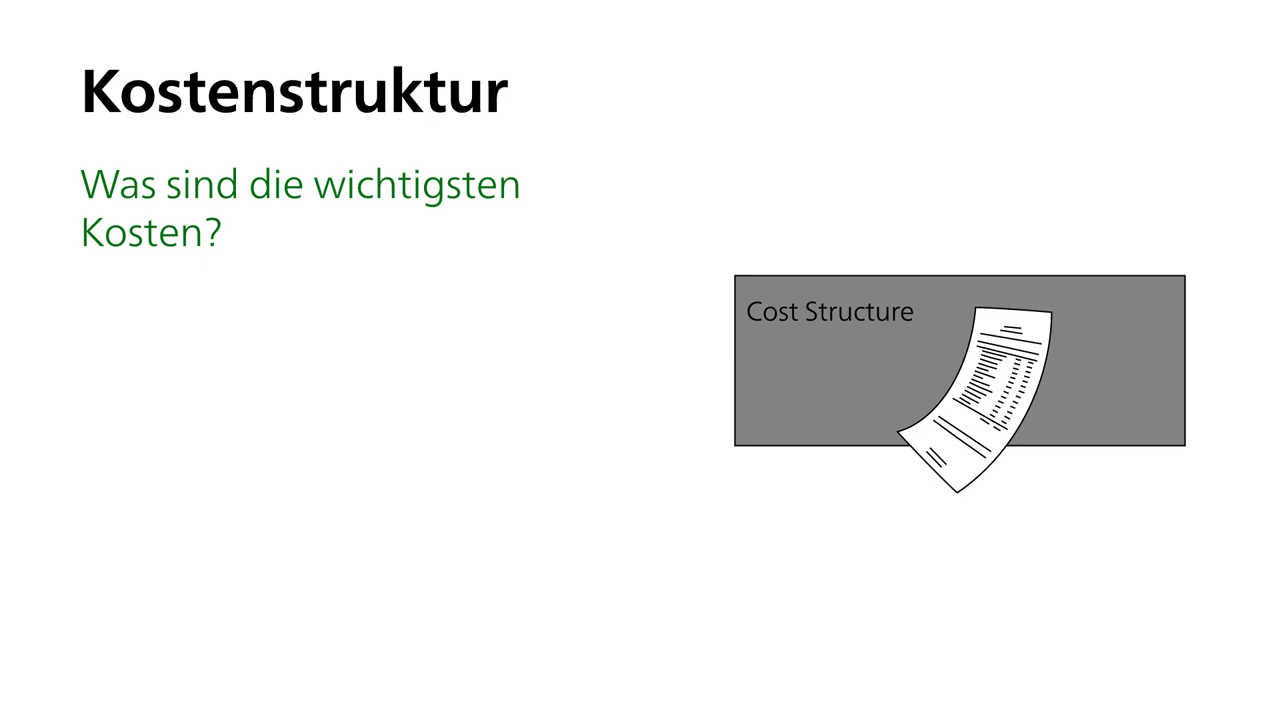 Kostenstruktur
Was sind die wichtigsten
Kosten?
Cost Structure